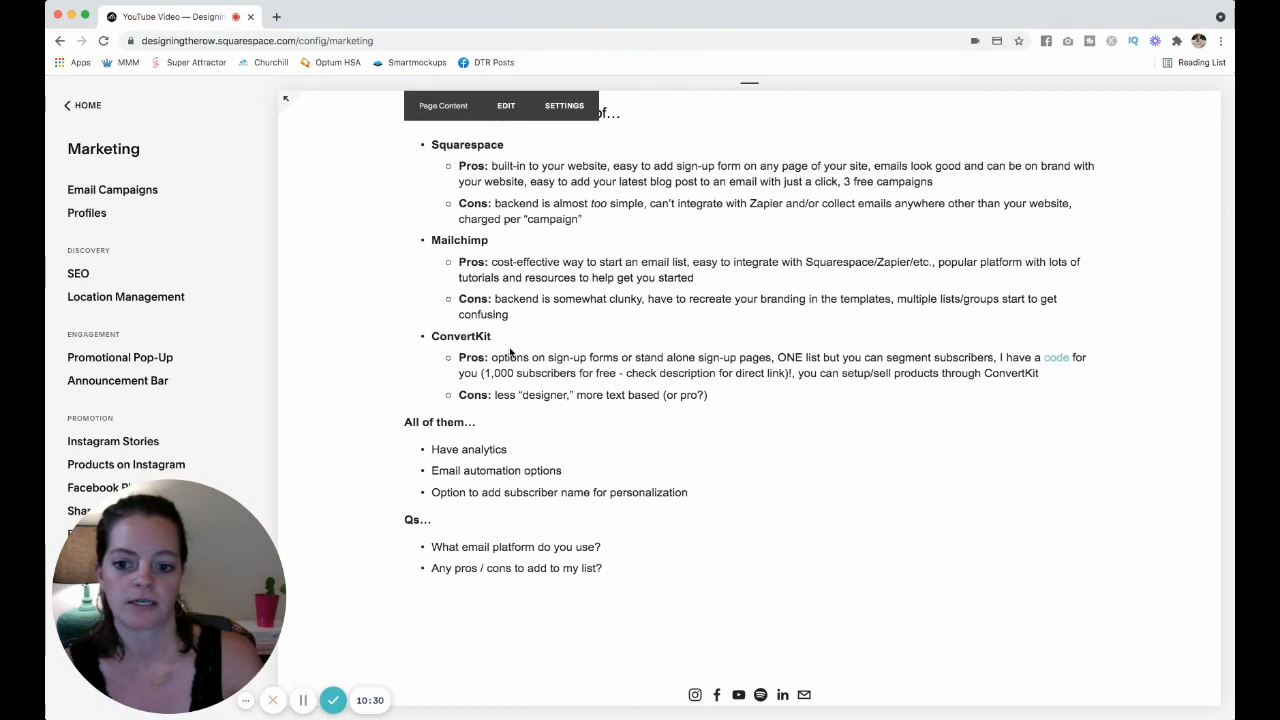 YouTube Video — Designin
designingtherow.squarespace.com/config/marketing
Apps
MMM
Super Attractor
Churchill
Optum HSA
Smartmockups
DTR Posts
Reading List
HOME
Marketing
Email Campaigns
Profiles
DISCOVERY
SEO
Location Management
ENGAGEMENT
Promotional Pop-Up
Announcement Bar
PROMOTION
Instagram Stories
Products on Instagram
Facebook
Page Content EDIT SETTINGS
of…
• Squarespace
Pros: built-in to your website, easy to add sign-up form on any page of your site, emails look good and can be on brand with
your website, easy to add your latest blog post to an email with just a click, 3 free campaigns
Cons: backend is almost too simple, can't integrate with Zapier and/or collect emails anywhere other than your website,
charged per “campaign”
• Mailchimp
Pros: cost-effective way to start an email list, easy to integrate with Squarespace/Zapier/etc., popular platform with lots of
tutorials and resources to help get you started
Cons: backend is somewhat clunky, have to recreate your branding in the templates, multiple lists/groups start to get
confusing
• ConvertKit
Pros: options on sign-up forms or stand alone sign-up pages, ONE list but you can segment subscribers, I have a code for
you (1,000 subscribers for free - check description for direct link)!, you can setup/sell products through ConvertKit
Cons: less “designer,” more text based (or pro?)
All of them…
• Have analytics
• Email automation options
• Option to add subscriber name for personalization
Qs…
• What email platform do you use?
• Any pros / cons to add to my list?
10:30